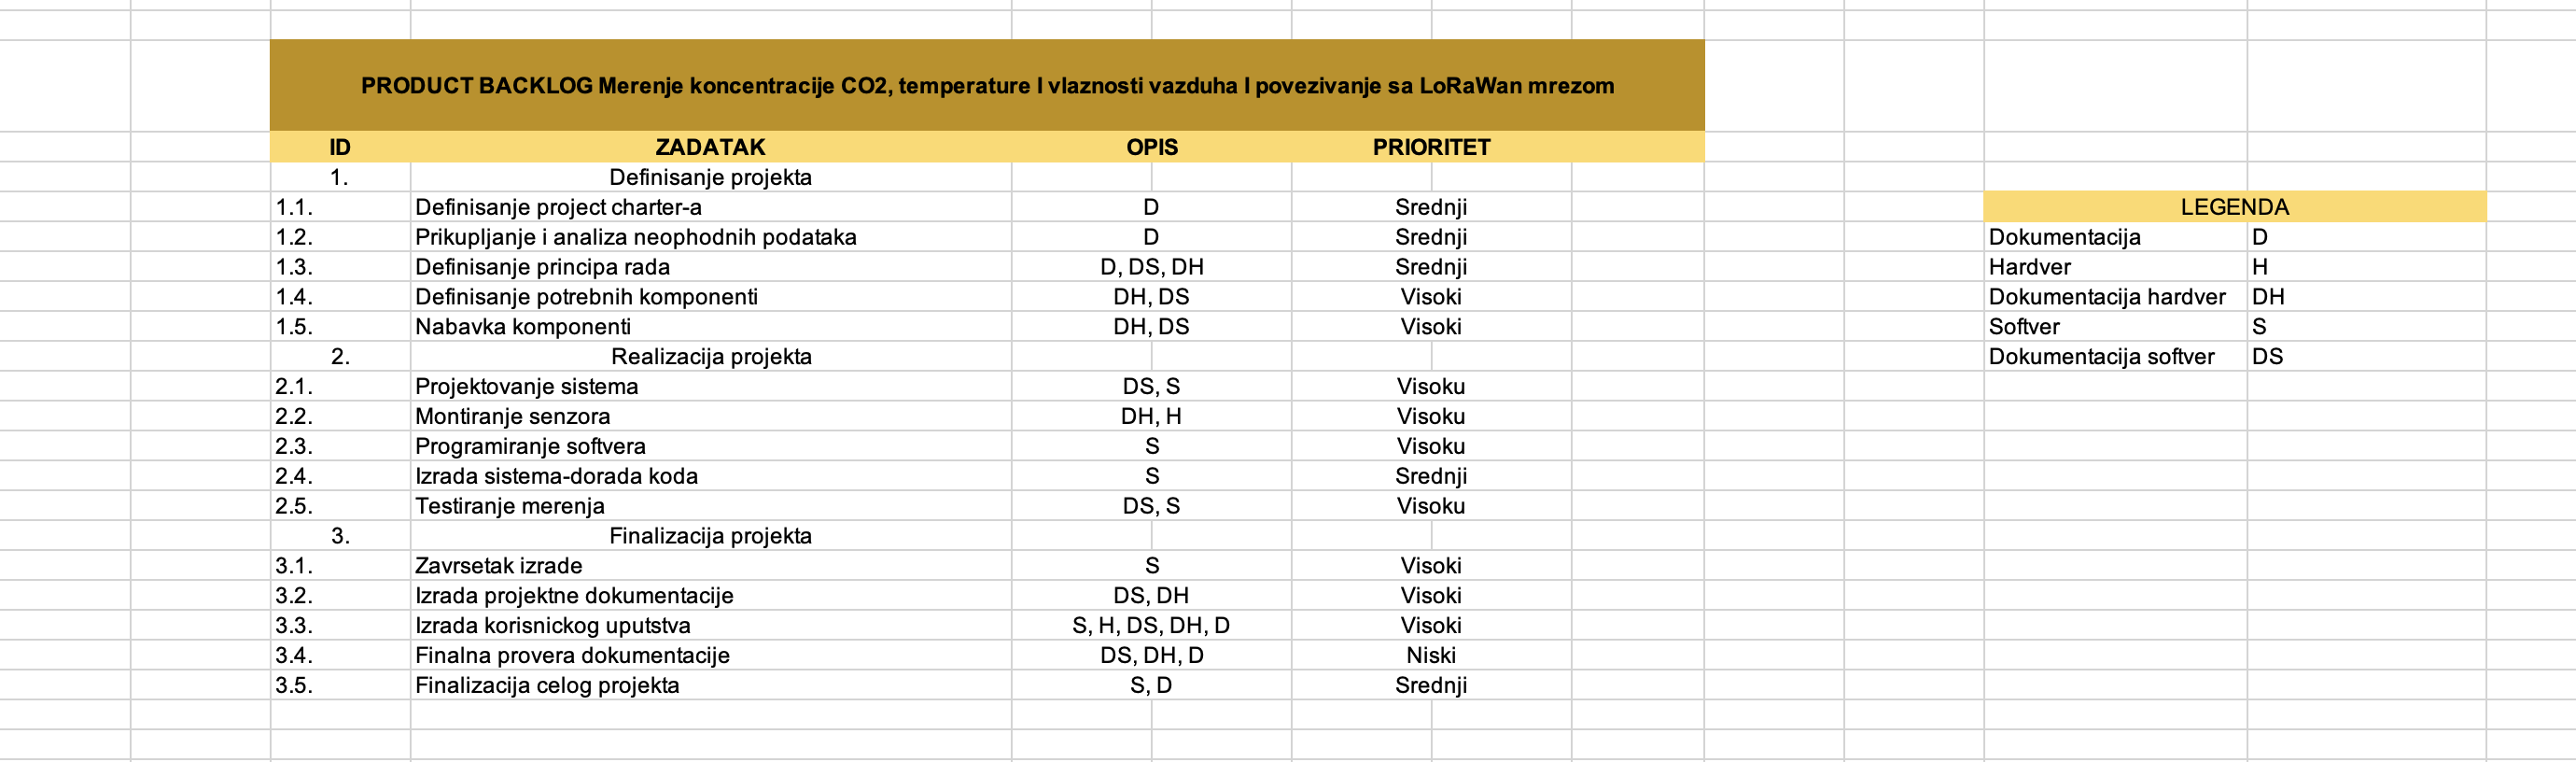 PRODUCT BACKLOG Merenje koncentracije CO2, temperature I vlaznosti vazduha I povezivanje sa LoRaWan mrezom
ID ZADATAK OPIS PRIORITET
1. Definisanje projekta
1.1. Definisanje project charter-a D Srednji
1.2. Prikupljanje i analiza neophodnih podataka D Srednji
1.3. Definisanje principa rada D, DS, DH Srednji
1.4. Definisanje potrebnih komponenti DH, DS Visoki
1.5. Nabavka komponenti DH, DS Visoki
2. Realizacija projekta
2.1. Projektovanje sistema DS, S Visoku
2.2. Montiranje senzora DH, H Visoku
2.3. Programiranje softvera S Visoku
2.4. Izrada sistema-dorada koda S Srednji
2.5. Testiranje merenja DS, S Visoku
3. Finalizacija projekta
3.1. Zavrsetak izrade S Visoki
3.2. Izrada projektne dokumentacije DS, DH Visoki
3.3. Izrada korisnickog uputstva S, H, DS, DH, D Visoki
3.4. Finalna provera dokumentacije DS, DH, D Niski
3.5. Finalizacija celog projekta S, D Srednji
LEGENDA
Dokumentacija D
Hardver H
Dokumentacija hardver DH
Softver S
Dokumentacija softver DS